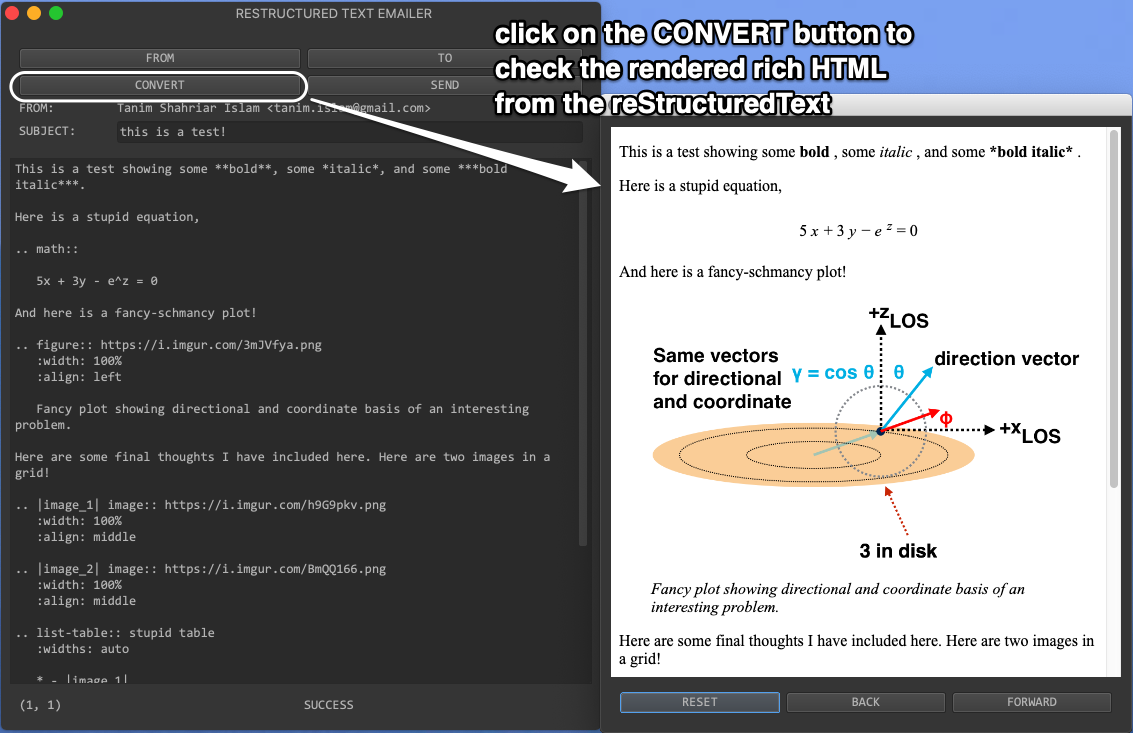 RESTRUCTURED TEXT EMAILER
click on the CONVERT button to
check the rendered rich HTML
from the reStructuredText
FROM
TO
CONVERT
SEND
FROM: Tanim Shahriar Islam <tanim.islam@gmail.com>
SUBJECT: this is a test!
This is a test showing some **bold**, some *italic*, and some ***bold
italic***.
Here is a stupid equation,
.. math::
5x + 3y - e^z = 0
And here is a fancy-schmancy plot!
.. figure:: https://i.imgur.com/3mJVfya.png
:width: 100%
:align: left
Fancy plot showing directional and coordinate basis of an interesting
problem.
Here are some final thoughts I have included here. Here are two images in a
grid!
.. |image_1| image:: https://i.imgur.com/h9G9pkv.png
:width: 100%
:align: middle
.. |image_2| image:: https://i.imgur.com/BmQQ166.png
:width: 100%
:align: middle
.. list-table:: stupid table
:widths: auto
* - |image_1|
(1, 1)
SUCCESS
This is a test showing some bold , some italic , and some *bold italic* .
Here is a stupid equation,
5 x + 3 y − e z = 0
And here is a fancy-schmancy plot!
+zLOS
Same vectors
for directional
and coordinate
γ = cos θ
θ
direction vector
ϕ
+xLOS
3 in disk
Fancy plot showing directional and coordinate basis of an
interesting problem.
Here are some final thoughts I have included here. Here are two images in
a grid!
RESET
BACK
FORWARD